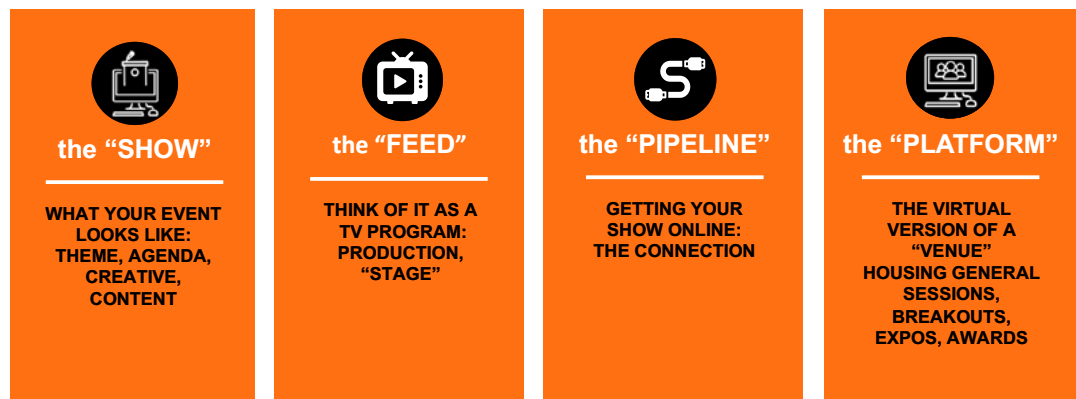 the “SHOW”
WHAT YOUR EVENT
LOOKS LIKE:
THEME, AGENDA,
CREATIVE,
CONTENT
the “FEED”
THINK OF IT AS A
TV PROGRAM:
PRODUCTION,
“STAGE”
the “PIPELINE”
GETTING YOUR
SHOW ONLINE:
THE CONNECTION
the “PLATFORM”
THE VIRTUAL
VERSION OF A
“VENUE”
HOUSING GENERAL
SESSIONS,
BREAKOUTS,
EXPOS, AWARDS